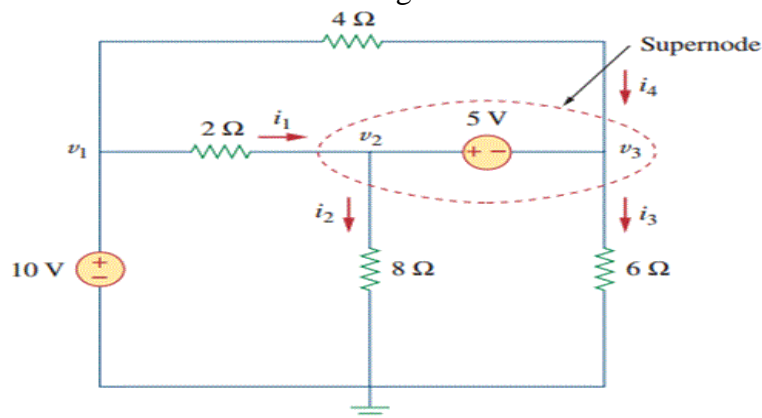 4 Ω
Supernode
i4
5 V
2 Ω
i1
v2
v1
v3
i2
i3
10 V
+
−
8 Ω
6 Ω
+ −